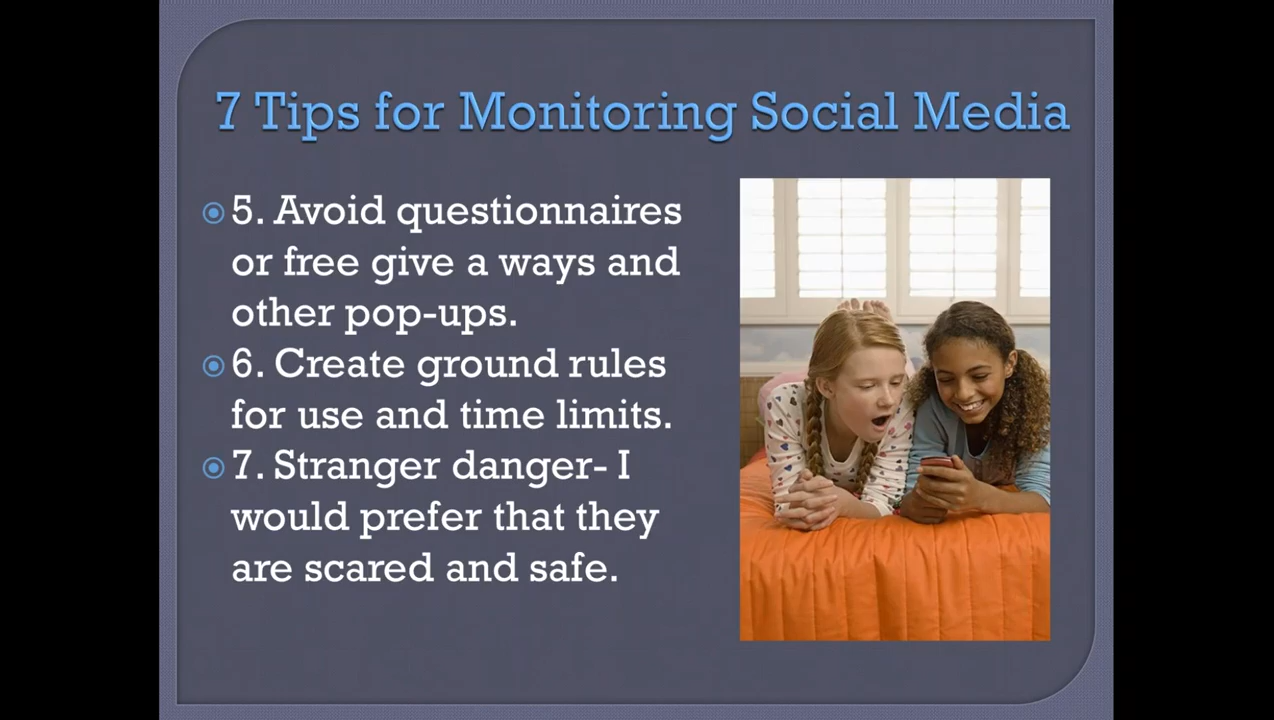 7 Tips for Monitoring Social Media
5. Avoid questionnaires
or free give a ways and
other pop-ups.
6. Create ground rules
for use and time limits.
7. Stranger danger- I
would prefer that they
are scared and safe.